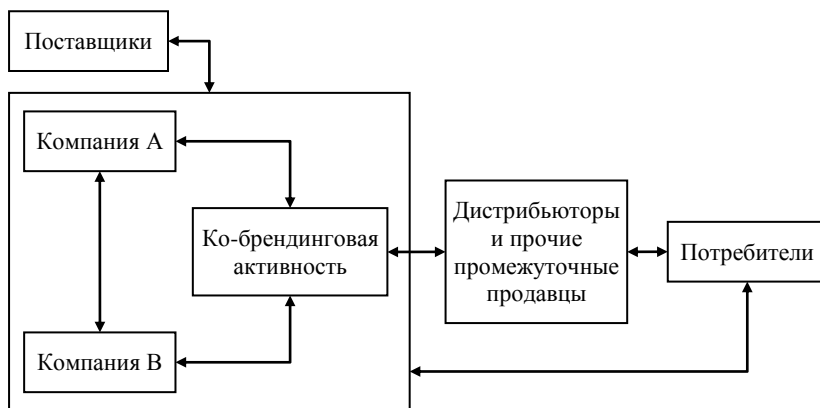 Поставщики
Компания А
Ко-брендинговая
активность
Компания В
Дистрибьюторы
и прочие
промежуточные
продавцы
Потребители